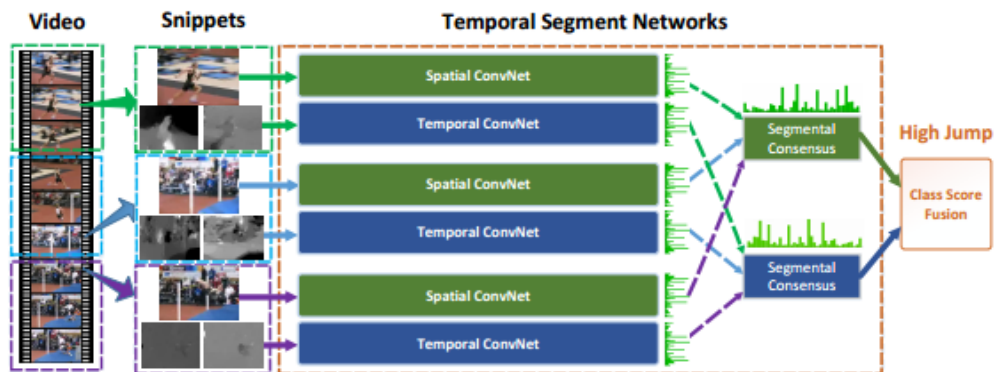 Video
Snippets
Temporal Segment Networks
Spatial ConvNet
Temporal ConvNet
Spatial ConvNet
Temporal ConvNet
Spatial ConvNet
Temporal ConvNet
Segmental
Consensus
Segmental
Consensus
High Jump
Class Score
Fusion